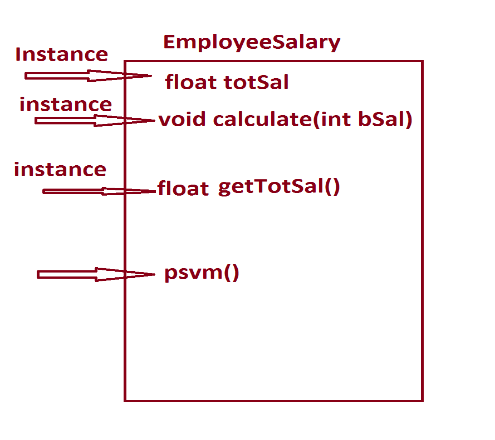 EmployeeSalary
Instance
float totSal
instance
void calculate(int bSal)
instance
float getTotSal()
psvm()